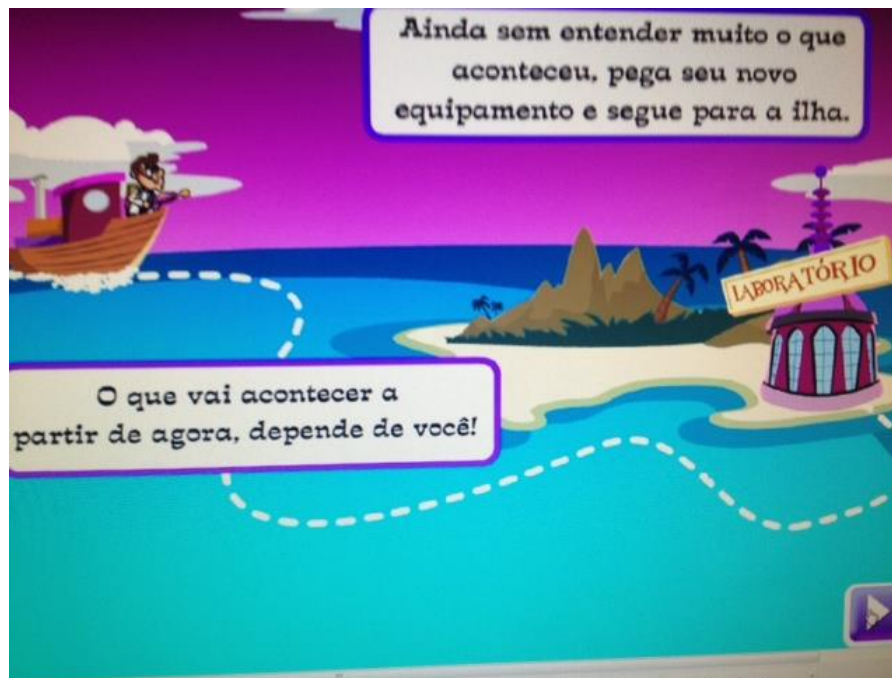 Ainda sem entender muito o que
aconteceu, pega seu novo
equipamento e segue para a ilha.
LABORATÓRIO
O que vai acontecer a
partir de agora, depende de você!